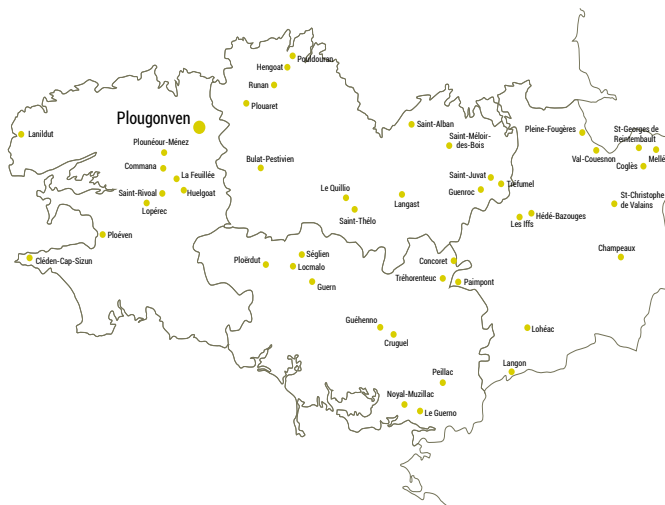 Pouldouran
Hengoat
Runan
Plouaret
Plougonven
Lanildut
Plounéour-Ménez
Commana
La Feuillée
Saint-Rivoal
Huelgoat
Lopérec
Bulat-Pestivien
Saint-Alban
Saint-Méloir
des-Bois
Pleine-Fougères
St-Georges de
Reintembault
Mellé
Val-Couesnon
Coglès
Saint-Juvat
Tréfumel
Guenroc
Le Quillio
Langast
Saint-Thélo
St-Christophe
de Valains
Hédé-Bazouges
Les Iffs
Ploéven
Cléden-Cap-Sizun
Séglien
Ploërdut
Locmalo
Guern
Concoret
Tréhorenteuc
Paimpont
Champeaux
Guéhenno
Cruguel
Lohéac
Langon
Peillac
Noyal-Muzillac
Le Guerno